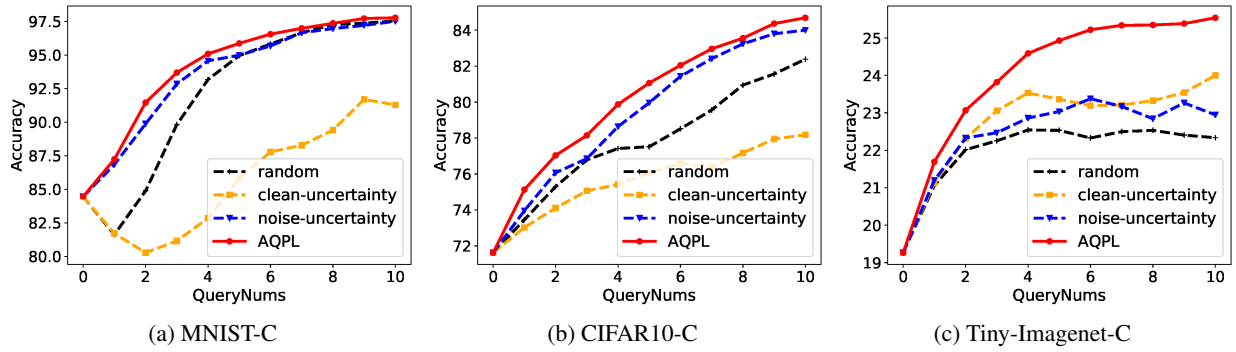 97.5
95.0
92.5
90.0
87.5
85.0
82.5
80.0
Accuracy
0 2 4 6 8 10
QueryNums
random
clean-uncertainty
noise-uncertainty
AQPL
(a) MNIST-C
84
82
80
78
76
74
72
Accuracy
0 2 4 6 8 10
QueryNums
random
clean-uncertainty
noise-uncertainty
AQPL
(b) CIFAR10-C
25
24
23
22
21
20
19
Accuracy
0 2 4 6 8 10
QueryNums
random
clean-uncertainty
noise-uncertainty
AQPL
(c) Tiny-Imagenet-C